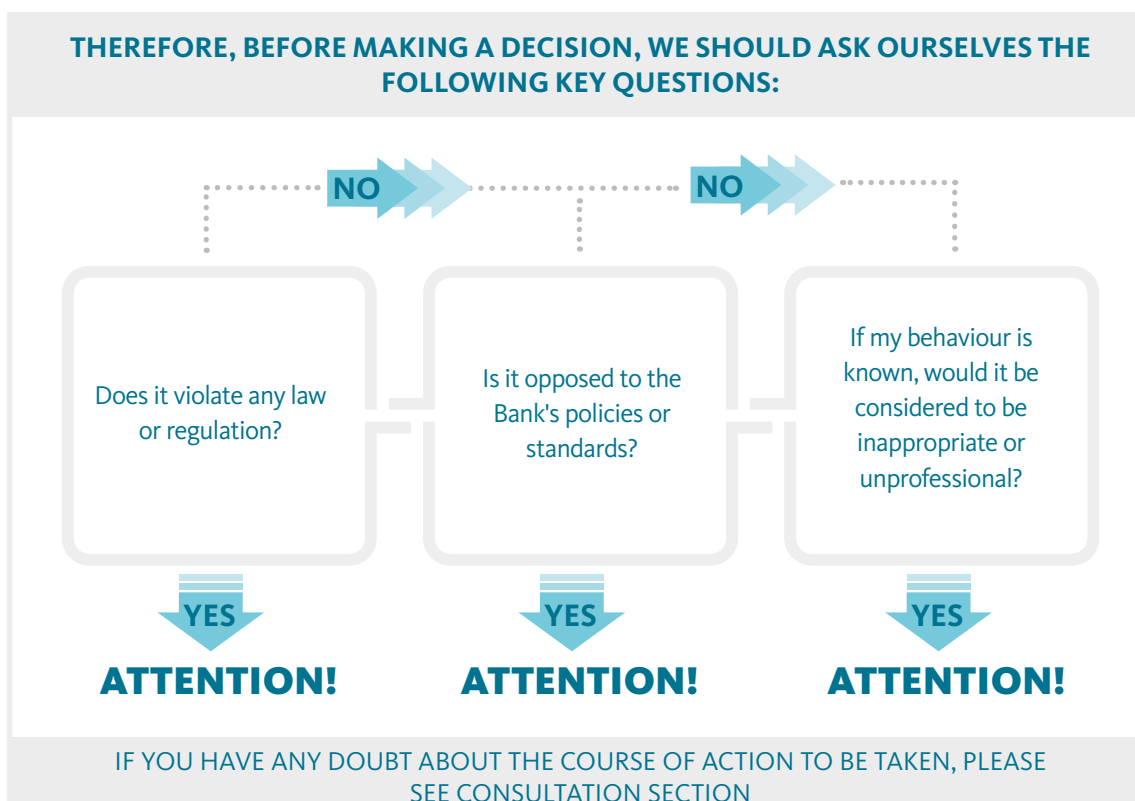 THEREFORE, BEFORE MAKING A DECISION, WE SHOULD ASK OURSELVES THE
FOLLOWING KEY QUESTIONS:
NO
NO
Does it violate any law
or regulation?
Is it opposed to the
Bank's policies or
standards?
If my behaviour is
known, would it be
considered to be
inappropriate or
unprofessional?
YES
YES
YES
ATTENTION!
ATTENTION!
ATTENTION!
IF YOU HAVE ANY DOUBT ABOUT THE COURSE OF ACTION TO BE TAKEN, PLEASE
SEE CONSULTATION SECTION